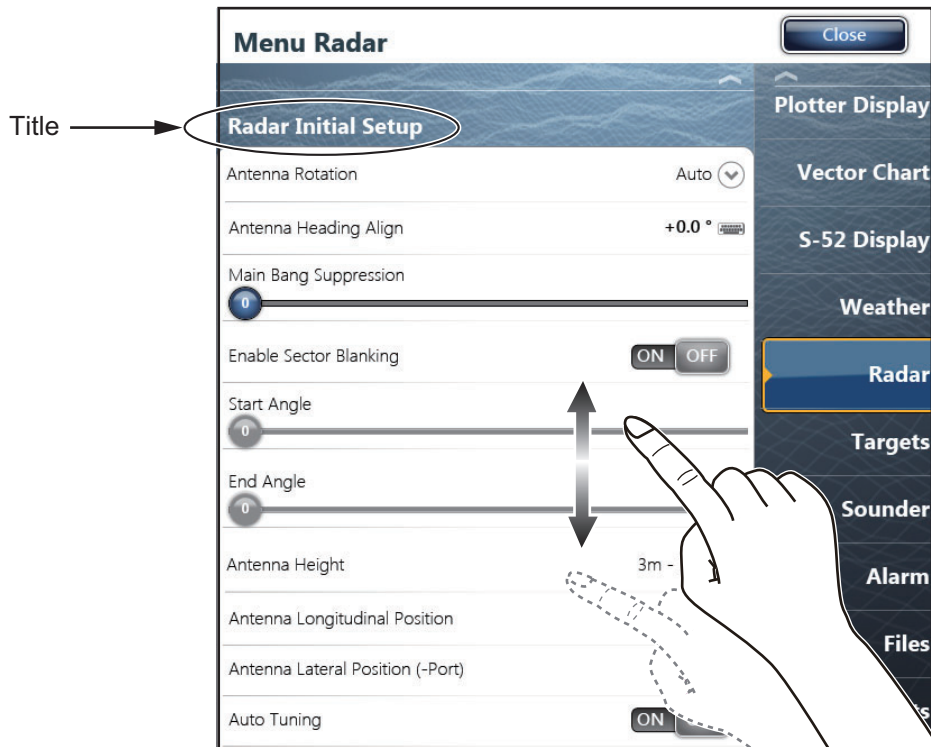 Menu Radar
Close
Title
Radar Initial Setup
Antenna Rotation Auto
Antenna Heading Align +0.0 °
Main Bang Suppression
0
Enable Sector Blanking ON OFF
Start Angle
0
End Angle
0
Antenna Height 3m -
Antenna Longitudinal Position
Antenna Lateral Position (-Port)
Auto Tuning ON
Plotter Display
Vector Chart
S-52 Display
Weather
Radar
Targets
Sounder
Alarm
Files